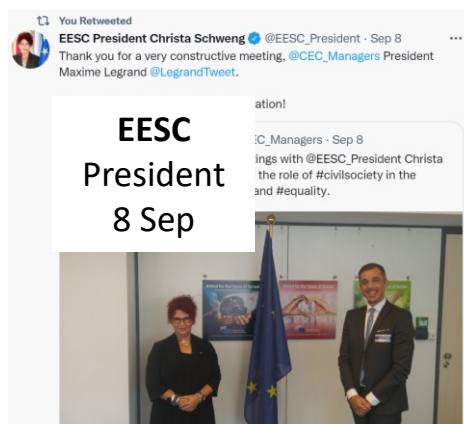 You Retweeted
EESC President Christa Schweng @EESC_President · Sep 8
Thank you for a very constructive meeting, @CEC_Managers President
Maxime Legrand @LegrandTweet.
ation!
EC_Managers · Sep 8
ings with @EESC_President Christa
the role of #civilsociety in the
and #equality.
EESC
President
8 Sep